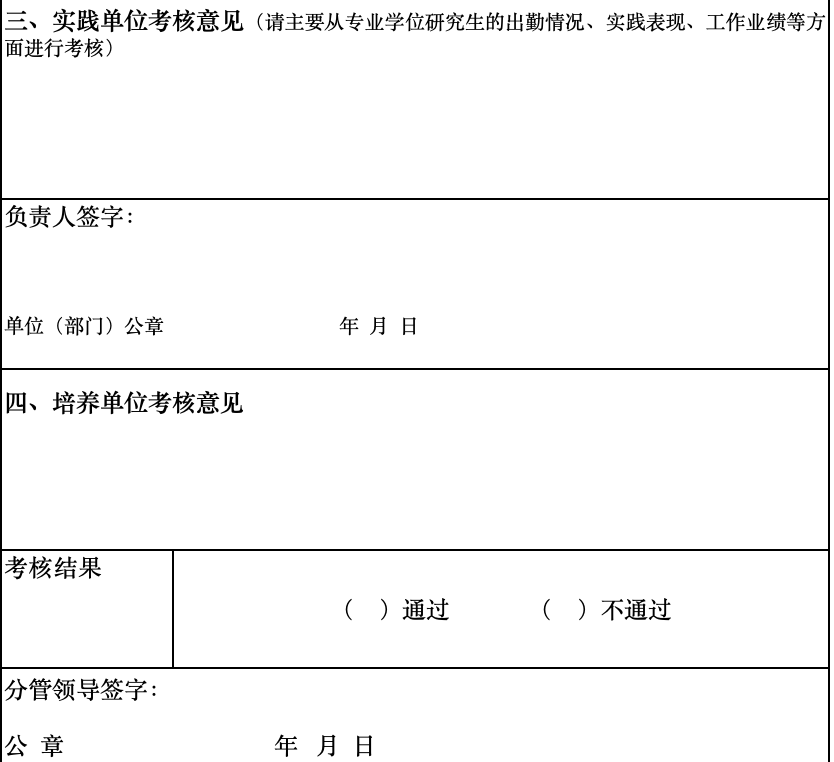 三、实践单位考核意见（请主要从专业学位研究生的出勤情况、实践表现、工作业绩等方
面进行考核）
负责人签字：
单位（部门）公章 年 月 日
四、培养单位考核意见
考核结果
（ ）通过 （ ）不通过
分管领导签字：
公 章 年 月 日